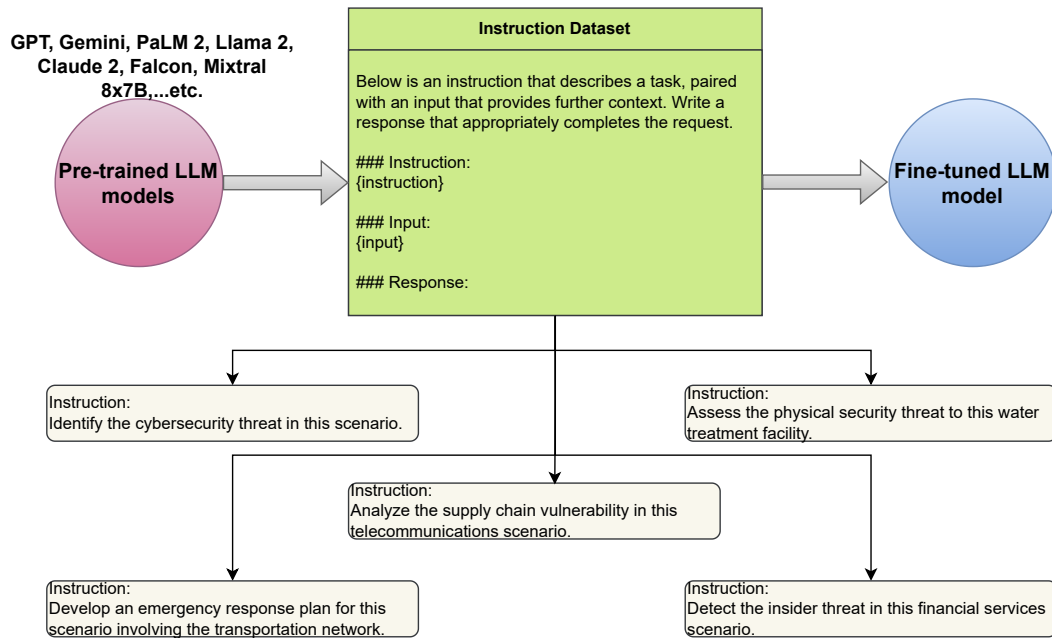 GPT, Gemini, PaLM 2, Llama 2,
Claude 2, Falcon, Mixtral
8x7B,...etc.
Pre-trained LLM
models
Instruction Dataset
Below is an instruction that describes a task, paired
with an input that provides further context. Write a
response that appropriately completes the request.
### Instruction:
{instruction}
### Input:
{input}
### Response:
Fine-tuned LLM
model
Instruction:
Identify the cybersecurity threat in this scenario.
Instruction:
Assess the physical security threat to this water
treatment facility.
Instruction:
Analyze the supply chain vulnerability in this
telecommunications scenario.
Instruction:
Develop an emergency response plan for this
scenario involving the transportation network.
Instruction:
Detect the insider threat in this financial services
scenario.